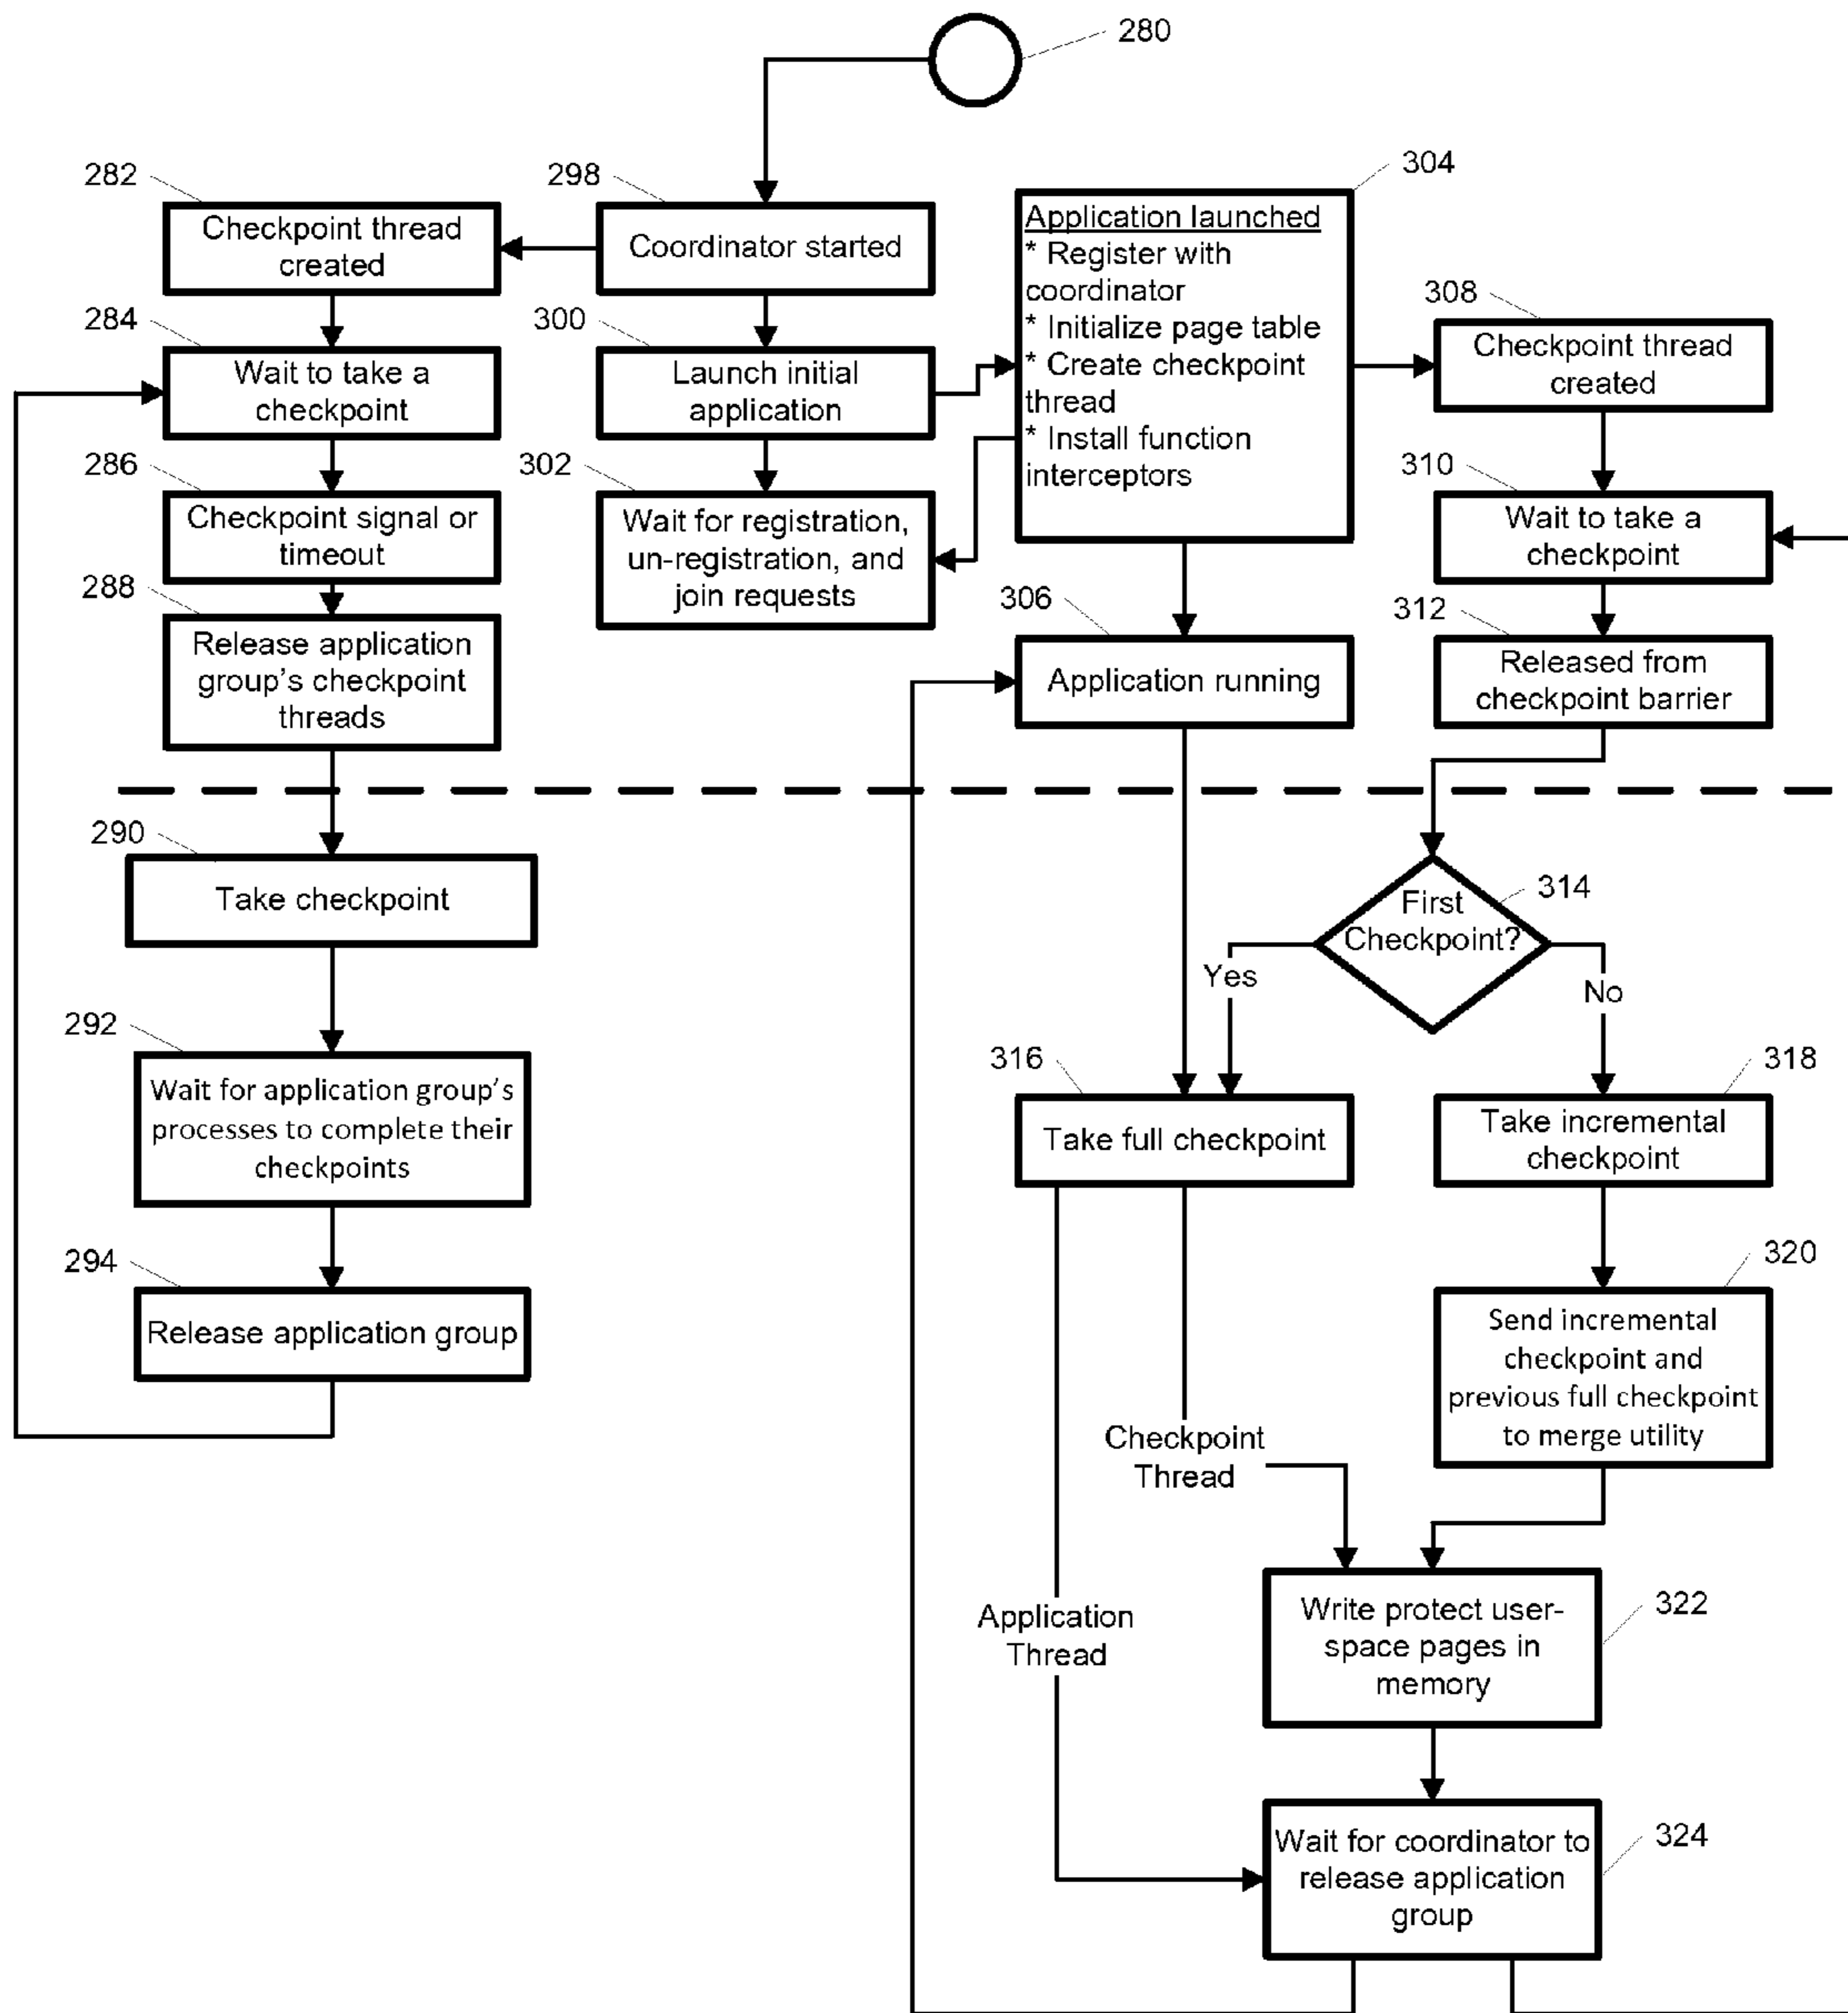 280
282
Checkpoint thread
created
298
Coordinator started
304
Application launched
* Register with
coordinator
* Initialize page table
* Create checkpoint
thread
* Install function
interceptors
284
Wait to take a
checkpoint
300
Launch initial
application
308
Checkpoint thread
created
286
Checkpoint signal or
timeout
302
Wait for registration,
un-registration, and
join requests
310
Wait to take a
checkpoint
288
Release application
group's checkpoint
threads
306
Application running
312
Released from
checkpoint barrier
290
Take checkpoint
314
First
Checkpoint?
Yes
No
292
Wait for application group's
processes to complete their
checkpoints
316
Take full checkpoint
318
Take incremental
checkpoint
294
Release application group
320
Send incremental
checkpoint and
previous full checkpoint
to merge utility
Checkpoint
Thread
Application
Thread
322
Write protect user-
space pages in
memory
324
Wait for coordinator to
release application
group